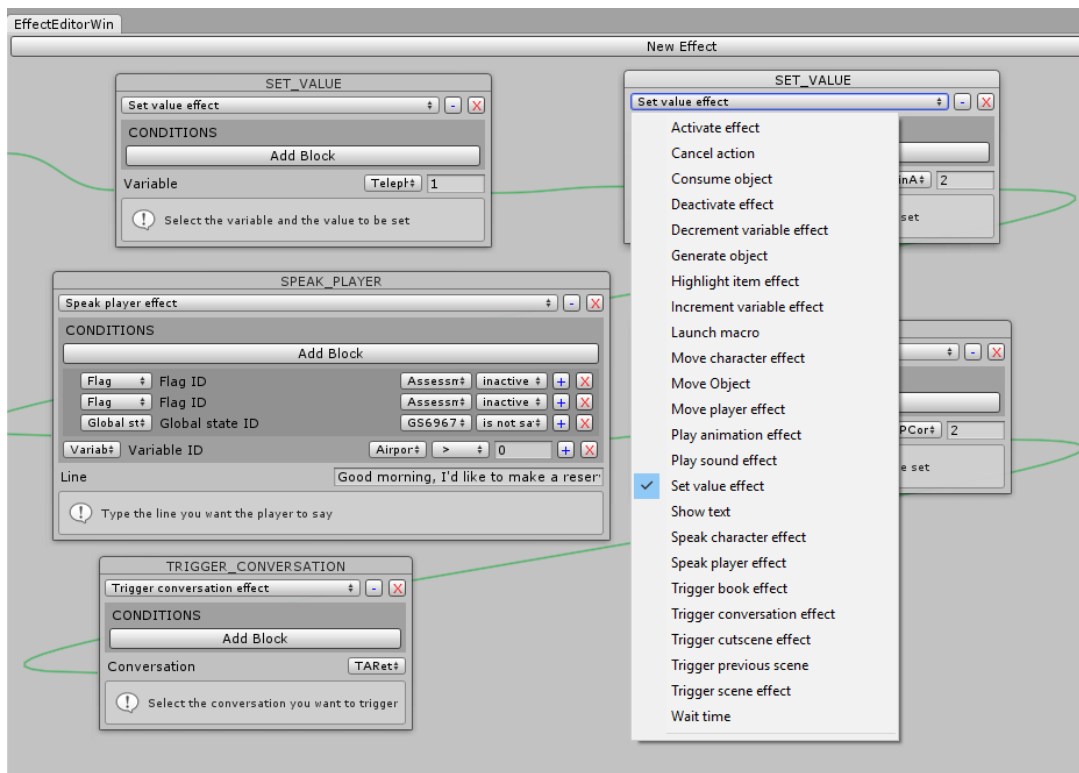 EffectEditorWin
New Effect
SET_VALUE
Set value effect
- X
CONDITIONS
Add Block
Variable
Teleph
1
Select the variable and the value to be set
SPEAK_PLAYER
Speak player effect
- X
CONDITIONS
Add Block
Flag Flag ID Assessm inactive + X
Flag Flag ID Assessm inactive + X
Global st Global state ID GS6967 is not sat + X
Variab Variable ID Airpor > 0 + X
Line Good morning, I'd like to make a reser
Type the line you want the player to say
TRIGGER_CONVERSATION
Trigger conversation effect
- X
CONDITIONS
Add Block
Conversation TARet
Select the conversation you want to trigger
SET_VALUE
Set value effect
- X
inA 2
set
Activate effect
Cancel action
Consume object
Deactivate effect
Decrement variable effect
Generate object
Highlight item effect
Increment variable effect
Launch macro
Move character effect
Move Object
Move player effect
Play animation effect
Play sound effect
Set value effect
Show text
Speak character effect
Speak player effect
Trigger book effect
Trigger conversation effect
Trigger cutscene effect
Trigger previous scene
Trigger scene effect
Wait time
- X
PCor 2
e set